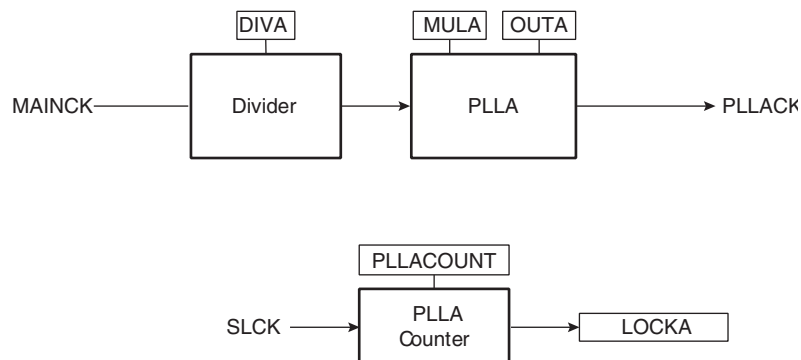 DIVA
MULA
OUTA
MAINCK
Divider
PLLA
PLLACK
PLLACOUNT
SLCK
PLLA
Counter
LOCKA